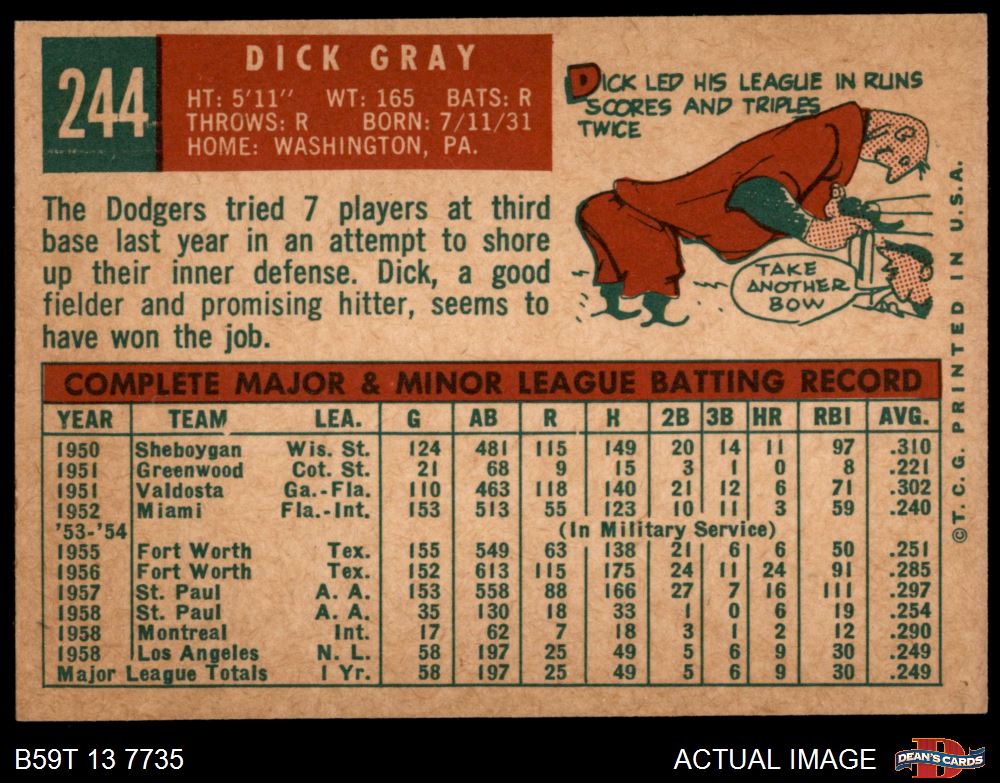 244
DICK GRAY
HT: 5'11" WT: 165 BATS: R
THROWS: R BORN: 7/11/31
HOME: WASHINGTON, PA.
The Dodgers tried 7 players at third
base last year in an attempt to shore
up their inner defense. Dick, a good
fielder and promising hitter, seems to
have won the job.
DICK LED HIS LEAGUE IN RUNS
SCORES AND TRIPLES
TWICE
TAKE
ANOTHER
BOW
COMPLETE MAJOR & MINOR LEAGUE BATTING RECORD
YEAR TEAM LEA. G AB R H 2B 3B HR RBI AVG.
1950 Sheboygan Wis. St. 124 481 115 149 20 14 11 97 .310
1951 Greenwood Cot. St. 21 68 9 15 3 1 0 8 .221
1951 Valdosta Ga.-Fla. 110 463 118 140 21 12 6 71 .302
1952 Miami Fla.-Int. 153 513 55 123 10 11 3 59 .240
'53-'54 (In Military Service)
1955 Fort Worth Tex. 155 549 63 138 21 6 6 50 .251
1956 Fort Worth Tex. 152 613 115 175 24 11 24 91 .285
1957 St. Paul A. A. 153 558 88 166 27 7 16 111 .297
1958 St. Paul A. A. 35 130 18 33 1 0 6 19 .254
1958 Montreal Int. 17 62 7 18 3 1 2 12 .290
1958 Los Angeles N. L. 58 197 25 49 5 6 9 30 .249
Major League Totals 1 Yr. 58 197 25 49 5 6 9 30 .249
© T. C. G. PRINTED IN U.S.A.
B59T 13 7735
ACTUAL IMAGE
D
DEAN'S CARDS